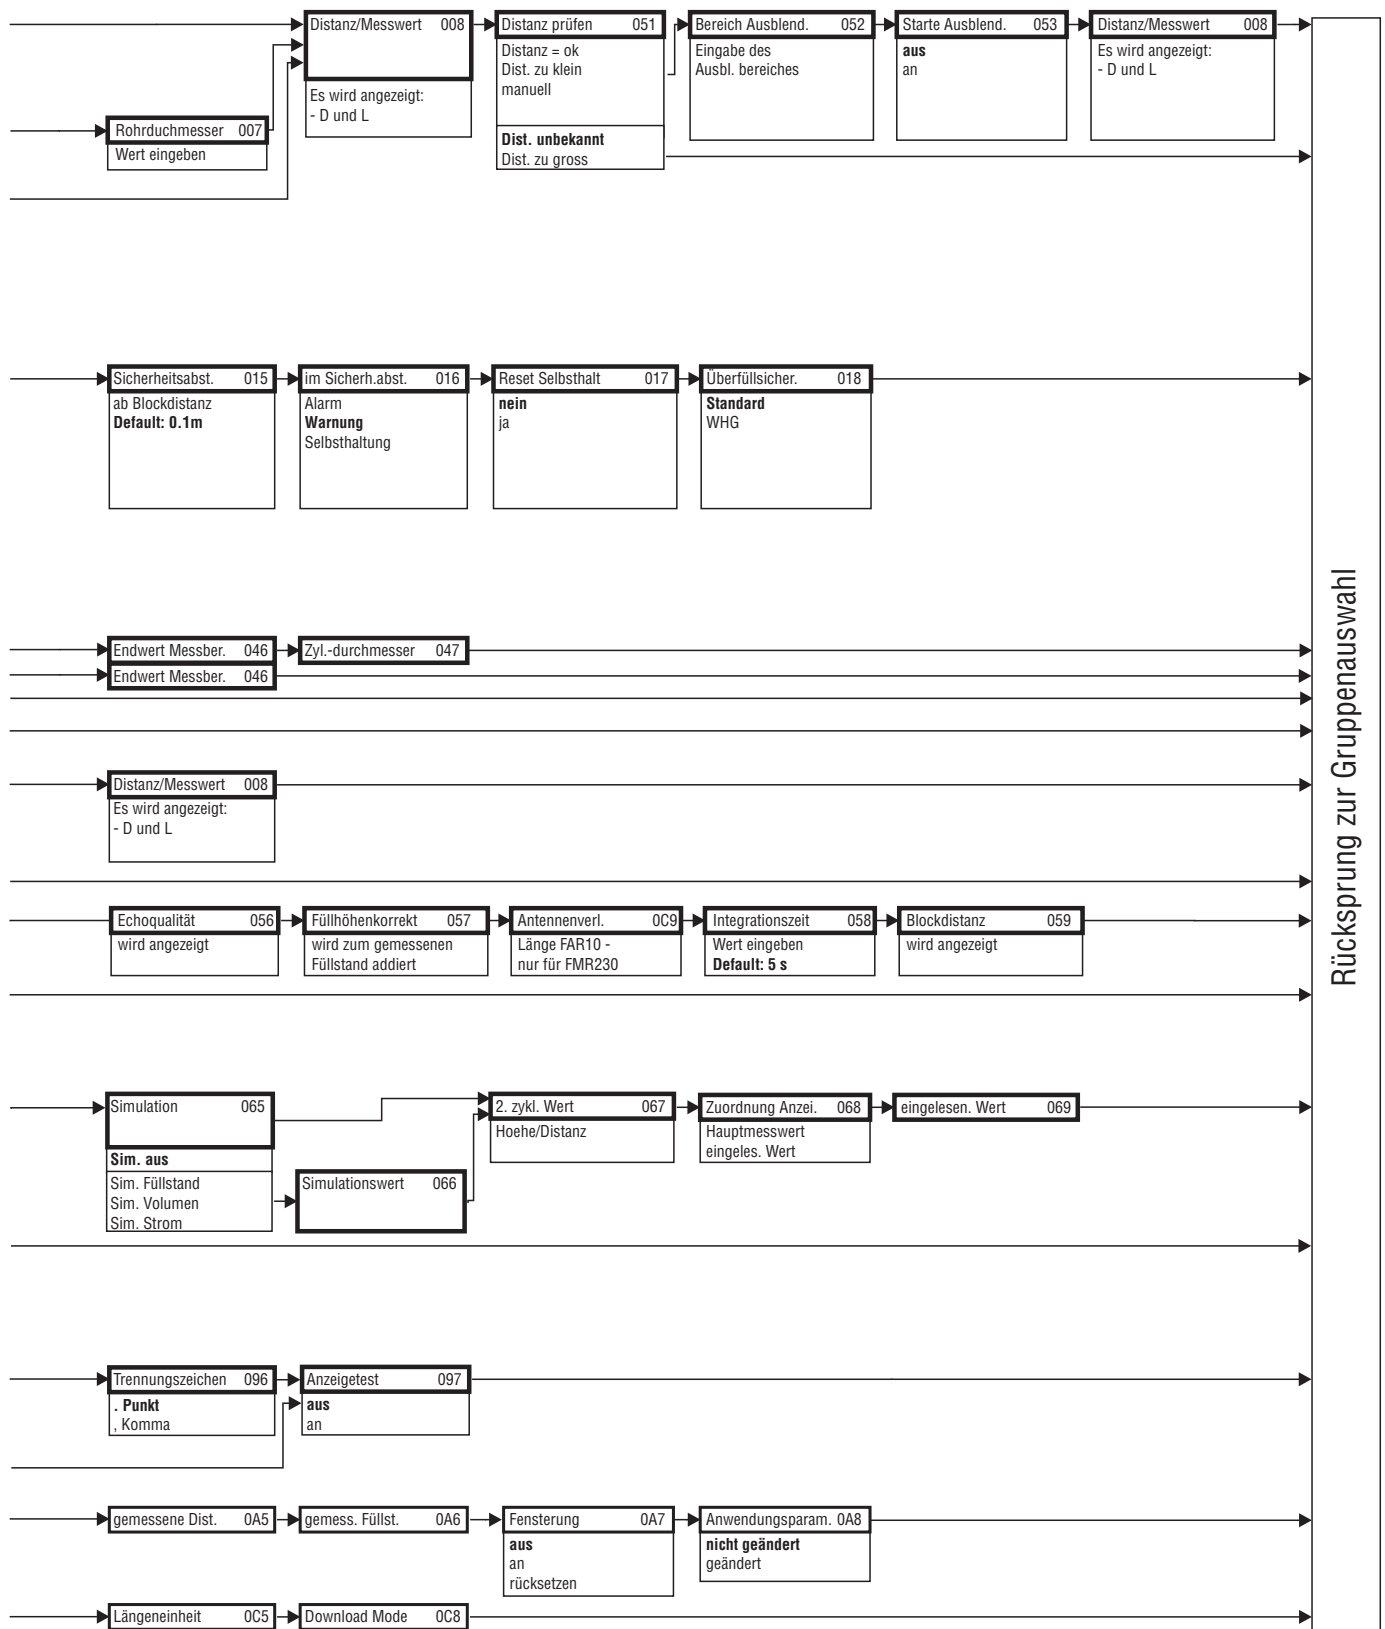 Distanz/Messwert 008
Es wird angezeigt:
- D und L
Distanz prüfen 051
Distanz = ok
Dist. zu klein
manuell
Dist. unbekannt
Dist. zu gross
Bereich Ausblend. 052
Eingabe des
Ausbl. bereiches
Starte Ausblend. 053
aus
an
Distanz/Messwert 008
Es wird angezeigt:
- D und L
Rohrduchmesser 007
Wert eingeben
Sicherheitsabst. 015
ab Blockdistanz
Default: 0.1m
im Sicherh.abst. 016
Alarm
Warnung
Selbsthaltung
Reset Selbsthalt 017
nein
ja
Überfüllsicher. 018
Standard
WHG
Endwert Messber. 046
Zyl.-durchmesser 047
Endwert Messber. 046
Distanz/Messwert 008
Es wird angezeigt:
- D und L
Echoqualität 056
wird angezeigt
Füllhöhenkorrekt 057
wird zum gemessenen
Füllstand addiert
Antennenverl. 0C9
Länge FAR10 -
nur für FMR230
Integrationszeit 058
Wert eingeben
Default: 5 s
Blockdistanz 059
wird angezeigt
Simulation 065
Sim. aus
Sim. Füllstand
Sim. Volumen
Sim. Strom
Simulationswert 066
2. zykl. Wert 067
Hoehe/Distanz
Zuordnung Anzei. 068
Hauptmesswert
eingeles. Wert
eingelesen. Wert 069
Trennungszeichen 096
. Punkt
, Komma
Anzeigetest 097
aus
an
gemessene Dist. 0A5
gemess. Füllst. 0A6
Fensterung 0A7
aus
an
rücksetzen
Anwendungsparam. 0A8
nicht geändert
geändert
Längeneinheit 0C5
Download Mode 0C8
Rücksprung zur Gruppenauswahl